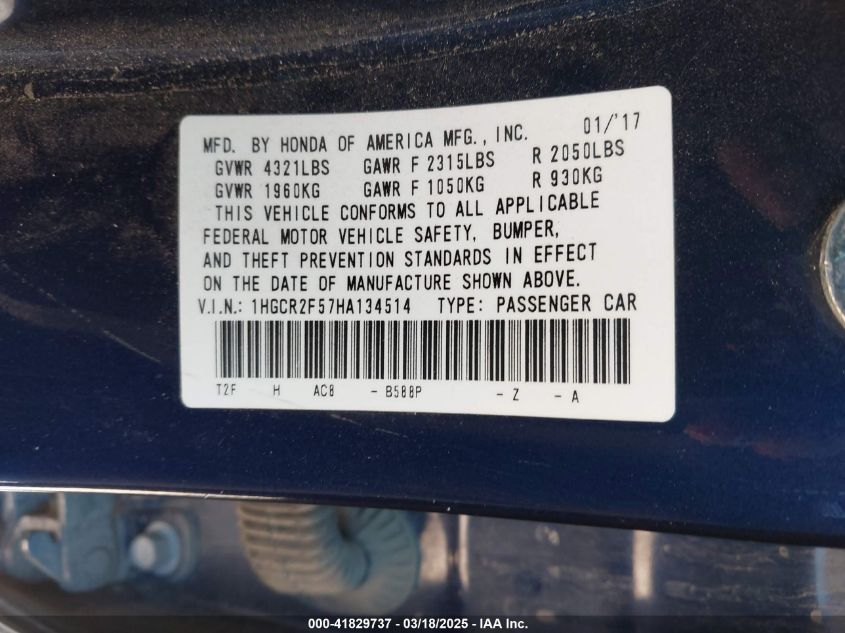 MFD. BY HONDA OF AMERICA MFG., INC. 01/'17
GVWR 4321LBS GAWR F 2315LBS R 2050LBS
GVWR 1960KG GAWR F 1050KG R 930KG
THIS VEHICLE CONFORMS TO ALL APPLICABLE
FEDERAL MOTOR VEHICLE SAFETY, BUMPER,
AND THEFT PREVENTION STANDARDS IN EFFECT
ON THE DATE OF MANUFACTURE SHOWN ABOVE.
V.I.N.: 1HGCR2F57HA134514 TYPE: PASSENGER CAR
T2F H AC0 - B588P - Z - A
000-41829737 – 03/18/2025 – IAA Inc.